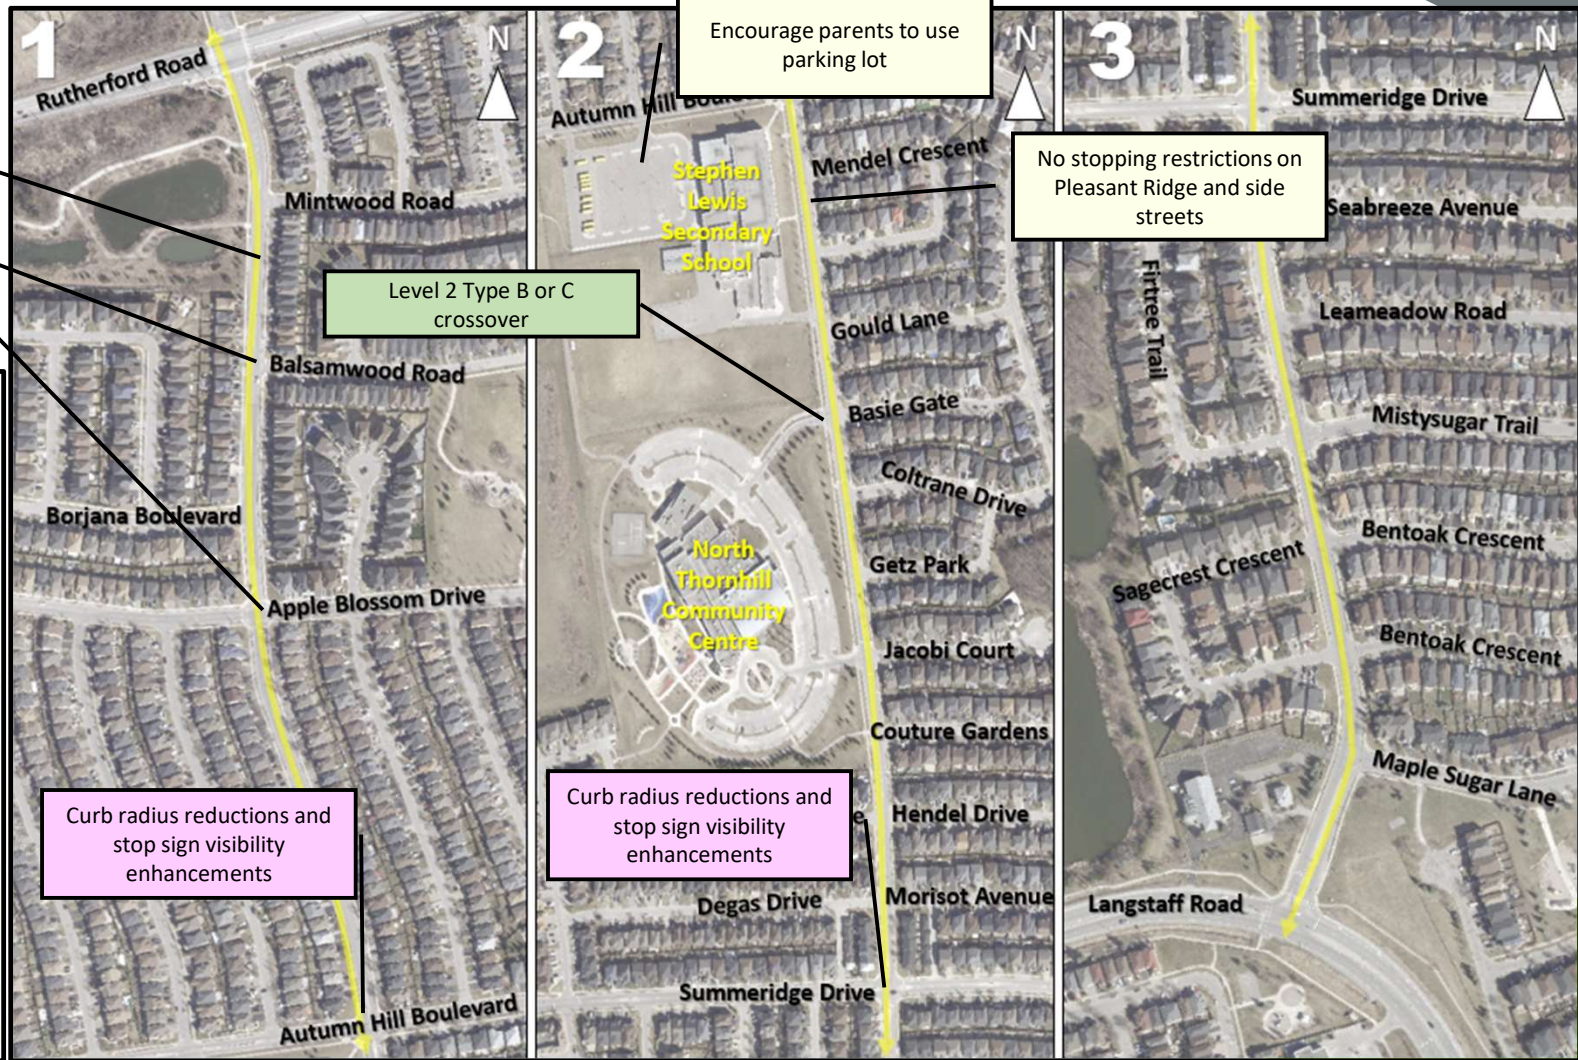 1
N
Rutherford Road
Mintwood Road
Balsamwood Road
Borjana Boulevard
Apple Blossom Drive
Curb radius reductions and
stop sign visibility
enhancements
Autumn Hill Boulevard
2
Encourage parents to use
parking lot
N
Autumn Hill
Mendel Crescent
Stephen
Lewis
Secondary
School
No stopping restrictions on
Pleasant Ridge and side
streets
Level 2 Type B or C
crossover
Gould Lane
Basie Gate
Coltrane Drive
North
Thornhill
Community
Centre
Getz Park
Jacobi Court
Couture Gardens
Curb radius reductions and
stop sign visibility
enhancements
Hendel Drive
Degas Drive
Morisot Avenue
Summeridge Drive
3
N
Summeridge Drive
Seabreeze Avenue
Firtree Trail
Leameadow Road
Mistysugar Trail
Bentoak Crescent
Sagecrest Crescent
Bentoak Crescent
Maple Sugar Lane
Langstaff Road